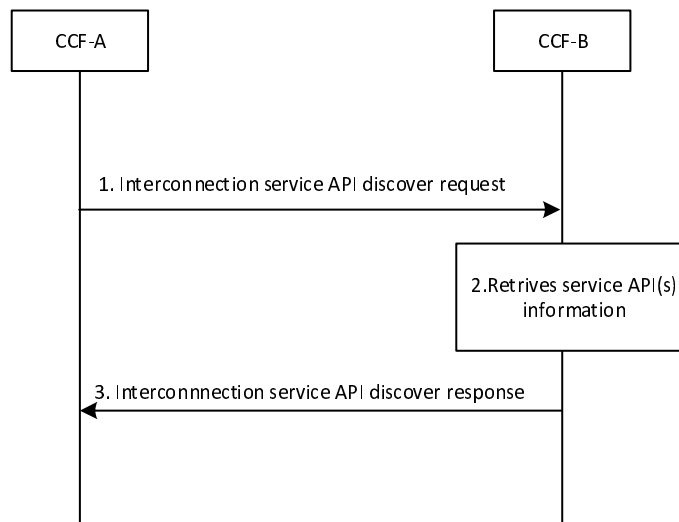 CCF-A
CCF-B
1. Interconnection service API discover request
2.Retrives service API(s)
information
3. Interconnnection service API discover response